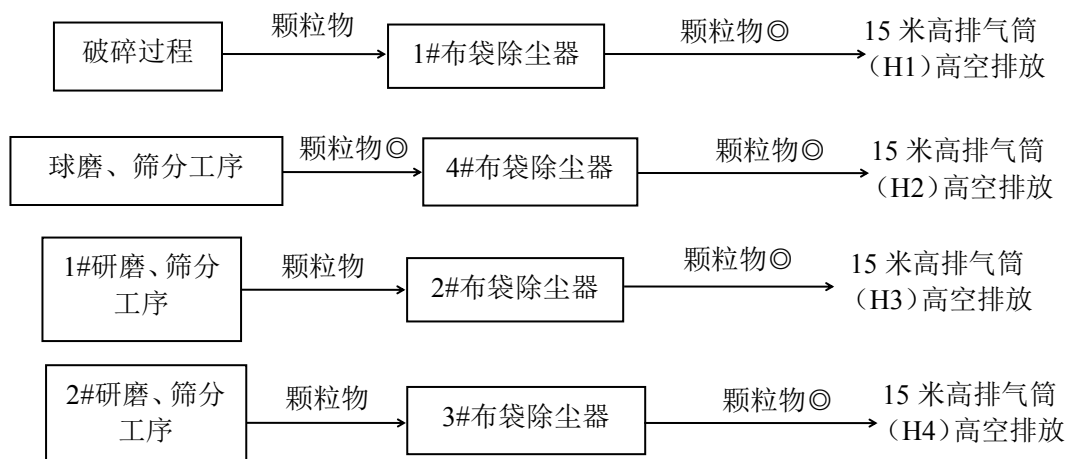 破碎过程
颗粒物
1#布袋除尘器
颗粒物◎
15 米高排气筒
（H1）高空排放
球磨、筛分工序
颗粒物◎
4#布袋除尘器
颗粒物◎
15 米高排气筒
（H2）高空排放
1#研磨、筛分
工序
颗粒物
2#布袋除尘器
颗粒物◎
15 米高排气筒
（H3）高空排放
2#研磨、筛分
工序
颗粒物
3#布袋除尘器
颗粒物◎
15 米高排气筒
（H4）高空排放